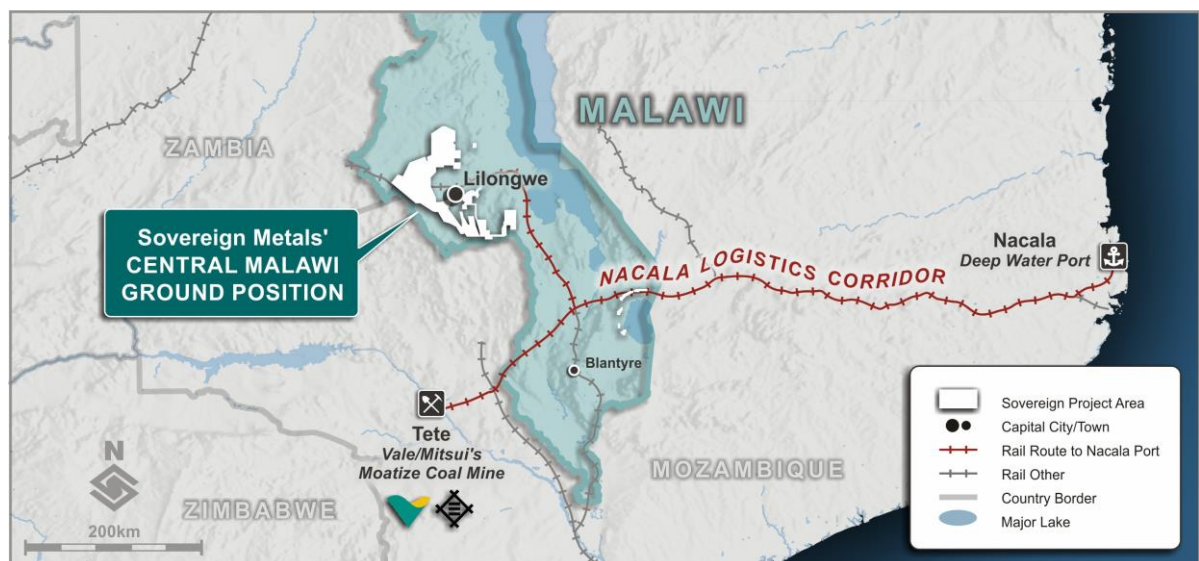 MALAWI
ZAMBIA
Lilongwe
Sovereign Metals'
CENTRAL MALAWI
GROUND POSITION
NACALA LOGISTICS CORRIDOR
Nacala
Deep Water Port
Blantyre
Tete
Vale/Mitsui's
Moatize Coal Mine
MOZAMBIQUE
ZIMBABWE
N
200km
Sovereign Project Area
Capital City/Town
Rail Route to Nacala Port
Rail Other
Country Border
Major Lake